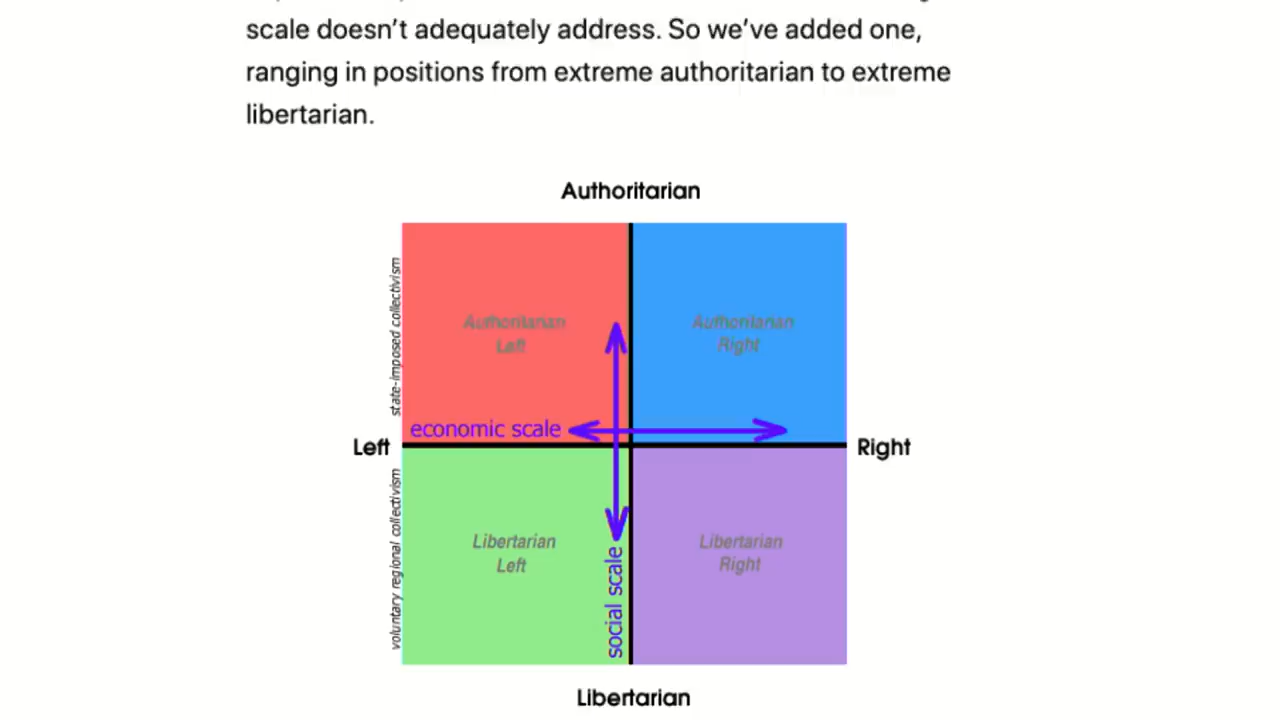 scale doesn’t adequately address. So we’ve added one,
ranging in positions from extreme authoritarian to extreme
libertarian.
Authoritarian
state-imposed collectivism
Authoritarian
Left
Authoritarian
Right
economic scale
Left
Right
voluntary regional collectivism
Libertarian
Left
social scale
Libertarian
Right
Libertarian